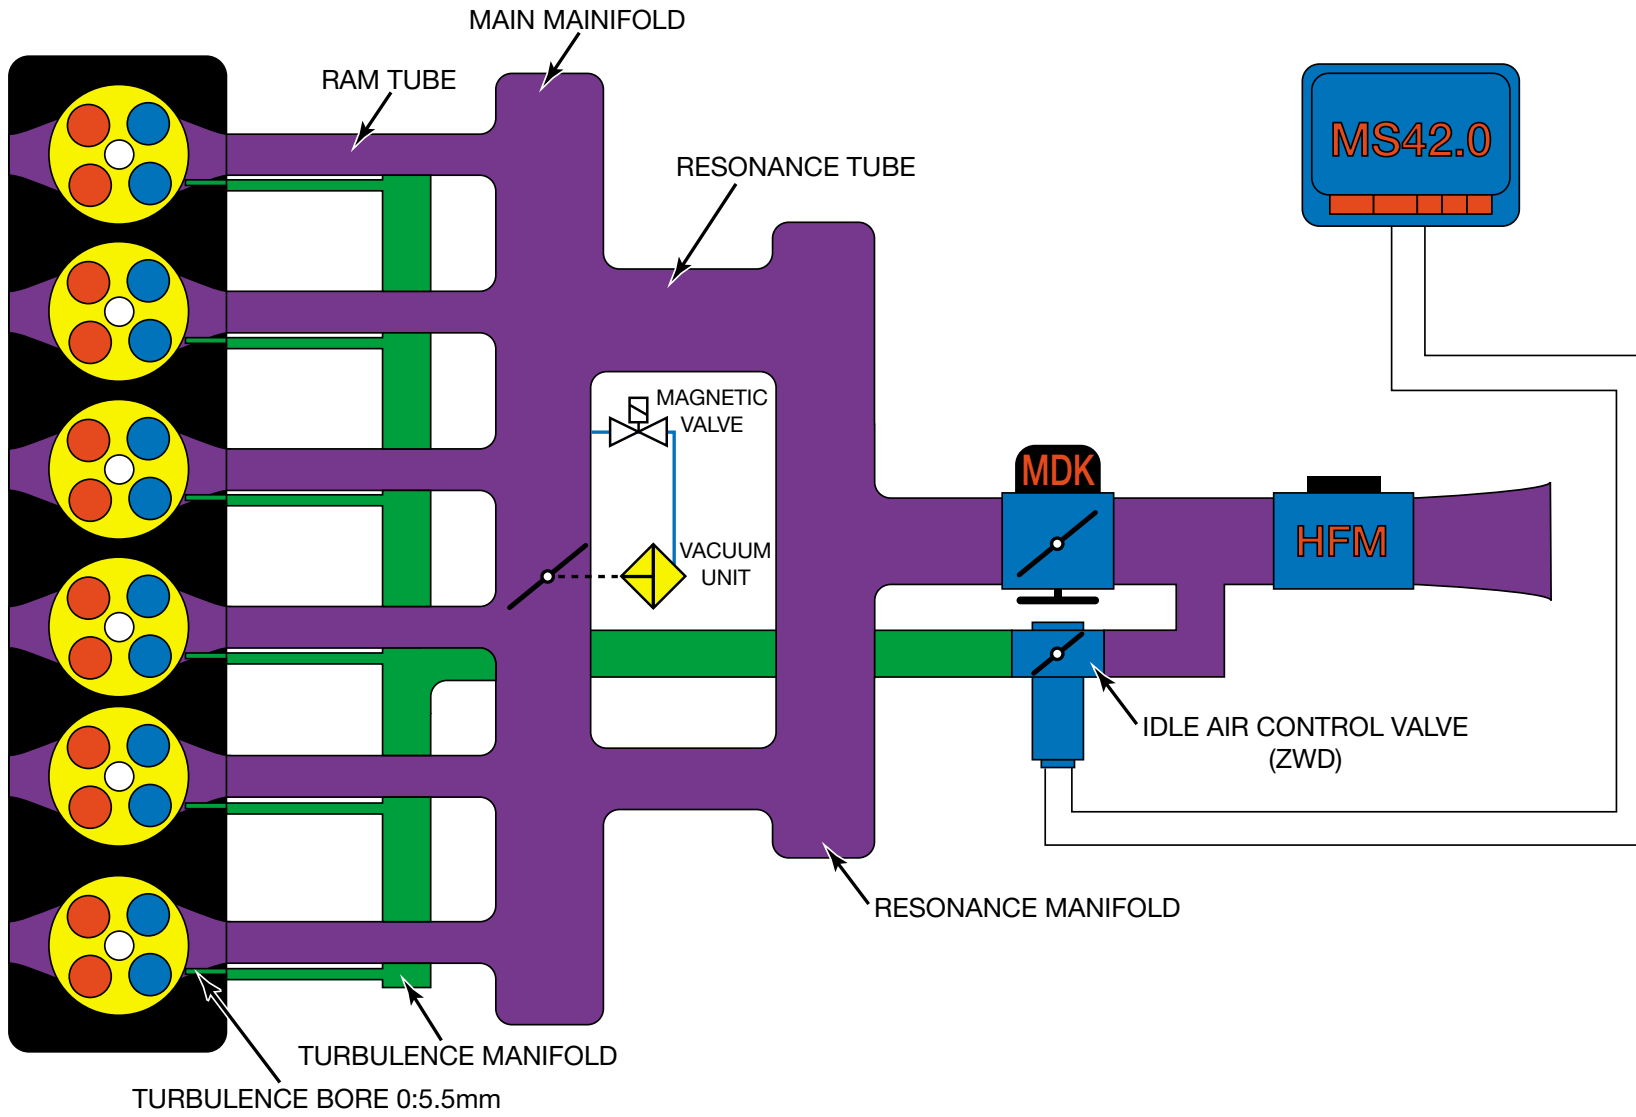 MAIN MAINIFOLD
RAM TUBE
RESONANCE TUBE
MS42.0
MAGNETIC
VALVE
MDK
HFM
VACUUM
UNIT
IDLE AIR CONTROL VALVE
(ZWD)
RESONANCE MANIFOLD
TURBULENCE MANIFOLD
TURBULENCE BORE 0:5.5mm